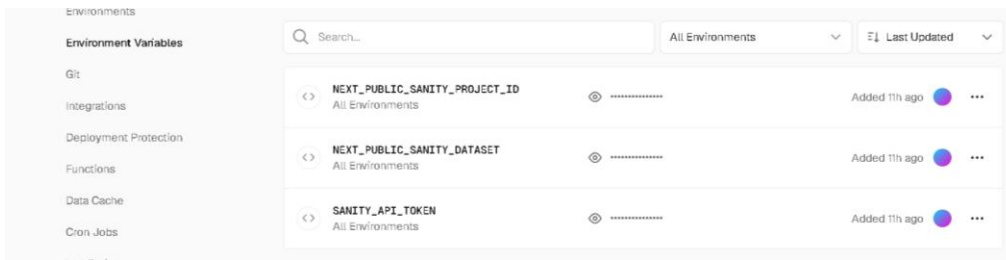 Environments
Environment Variables
Git
Integrations
Deployment Protection
Functions
Data Cache
Cron Jobs
Search...
All Environments
Last Updated
NEXT_PUBLIC_SANITY_PROJECT_ID
All Environments
••••••••••••••
Added 11h ago
NEXT_PUBLIC_SANITY_DATASET
All Environments
••••••••••••••
Added 11h ago
SANITY_API_TOKEN
All Environments
••••••••••••••
Added 11h ago